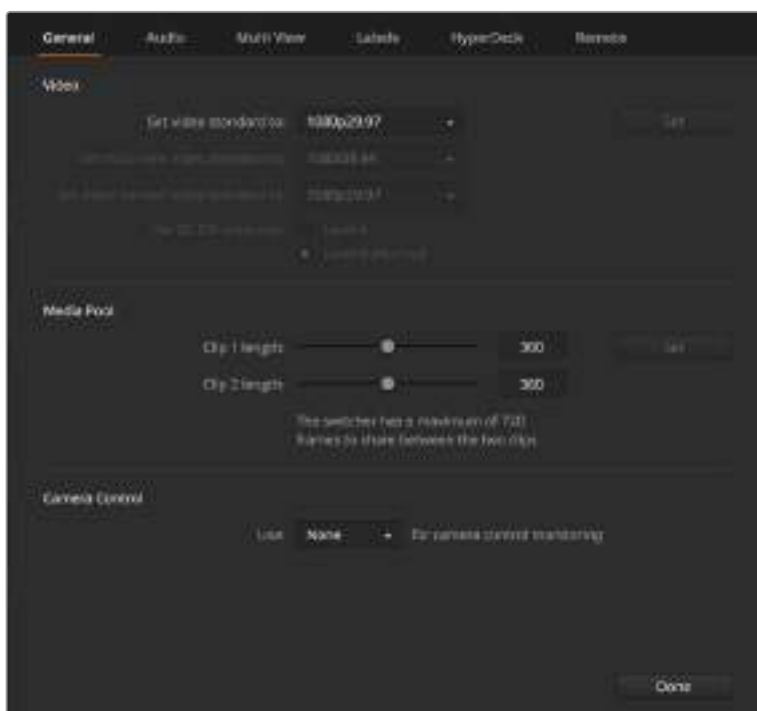 General Audio Multi View Labels HyperDeck Remote
Video
Set video standard to: 1080p29.97 Set
1080p29.97
Media Pool
Clip 1 length: 360 Set
Clip 2 length: 360
The switcher has a maximum of 720
frames to share between the two clips
Camera Control
Use None for camera control monitoring
Done